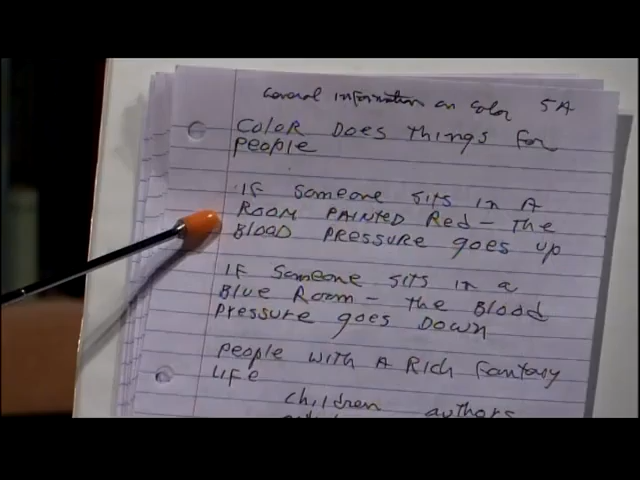 General information on Color 5A
Color Does Things for
people
IF Someone sits in A
Room PAINTED Red - The
BLOOD PRESSURE goes up
IF Someone sits in a
Blue Room - the Blood
Pressure goes Down
people WITH A Rich Fantasy
LIFe
children authors